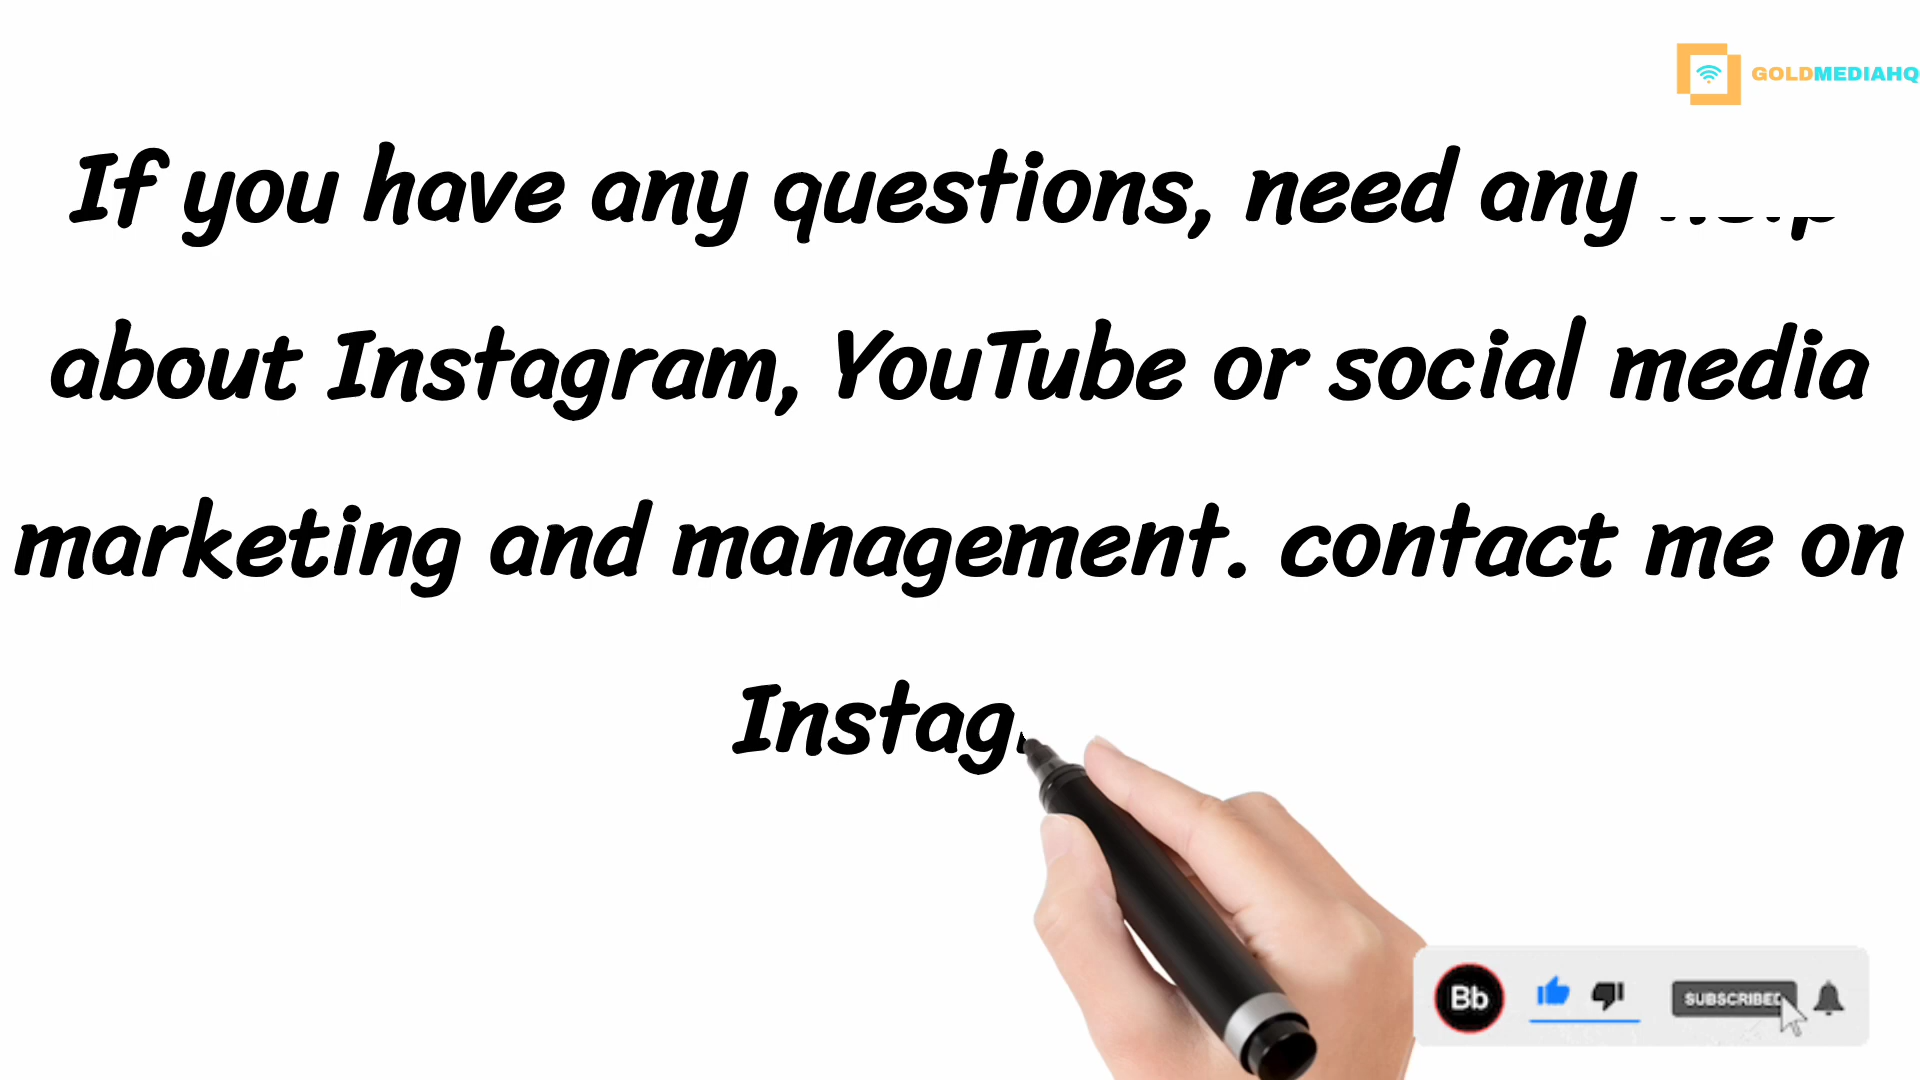 GOLDMEDIAHQ
If you have any questions, need any
about Instagram, YouTube or social media
marketing and management. contact me on
Instag
Bb
SUBSCRIBED